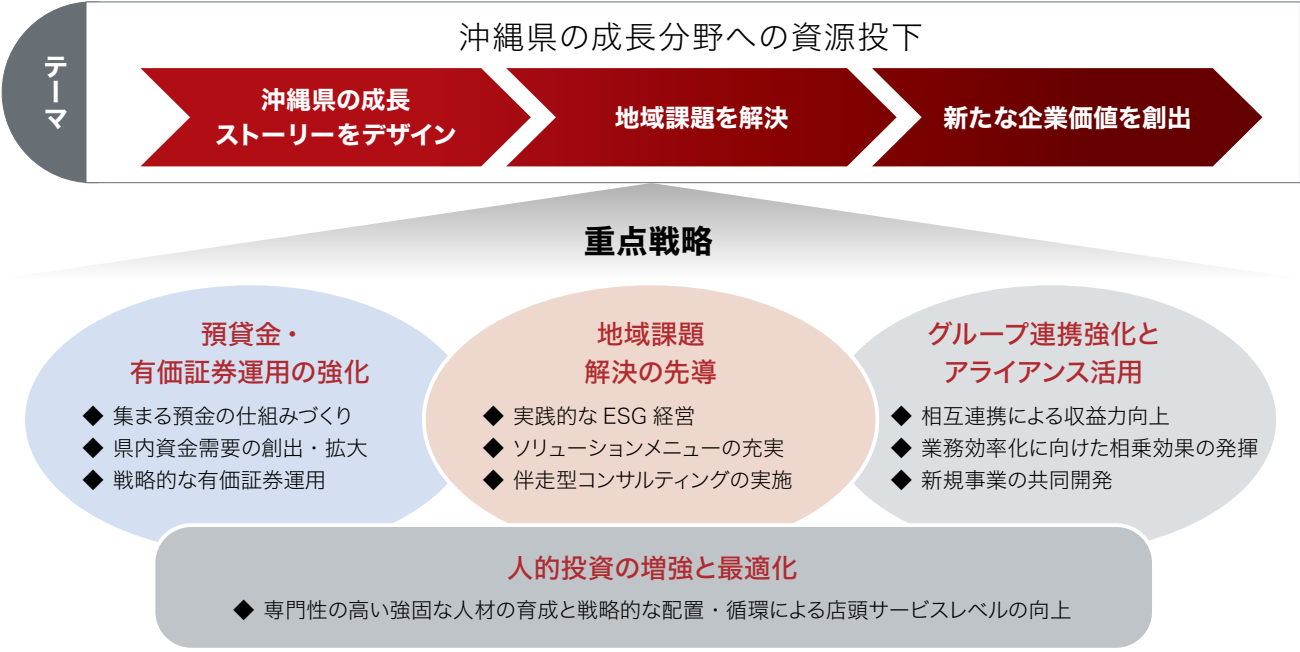 テーマ
沖縄県の成長分野への資源投下
沖縄県の成長
ストーリーをデザイン
地域課題を解決
新たな企業価値を創出
重点戦略
預貸金・
有価証券運用の強化
◆ 集まる預金の仕組みづくり
◆ 県内資金需要の創出・拡大
◆ 戦略的な有価証券運用
地域課題
解決の先導
◆ 実践的な ESG 経営
◆ ソリューションメニューの充実
◆ 伴走型コンサルティングの実施
グループ連携強化と
アライアンス活用
◆ 相互連携による収益力向上
◆ 業務効率化に向けた相乗効果の発揮
◆ 新規事業の共同開発
人的投資の増強と最適化
◆ 専門性の高い強固な人材の育成と戦略的な配置・循環による店頭サービスレベルの向上